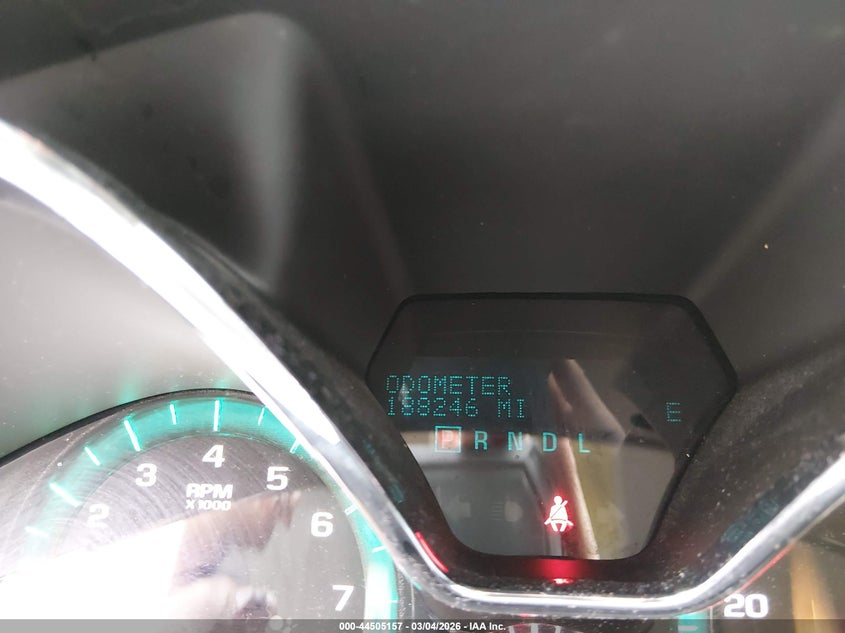 ODOMETER
188246 MI
E
P R N D L
2 3 4 5 6 7
RPM
X1000
20
000-44505157 - 03/04/2026 - IAA Inc.